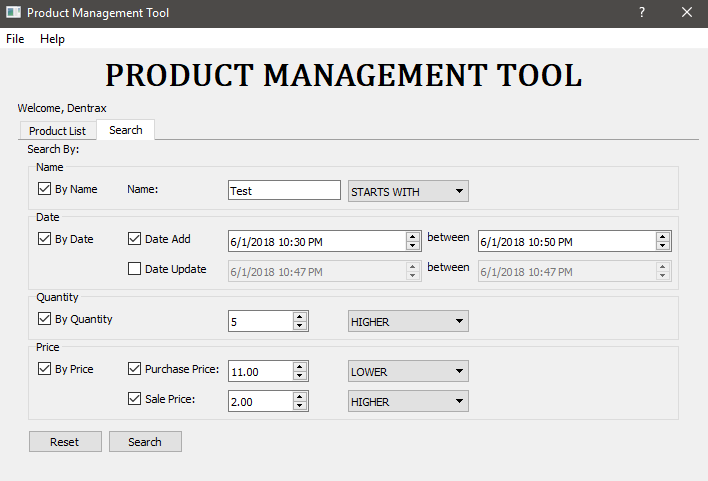 Product Management Tool ?
File Help
PRODUCT MANAGEMENT TOOL
Welcome, Dentrax
Product List Search
Search By:
Name
By Name Name: Test STARTS WITH
Date
By Date Date Add 6/1/2018 10:30 PM between 6/1/2018 10:50 PM
Date Update 6/1/2018 10:47 PM between 6/1/2018 10:47 PM
Quantity
By Quantity 5 HIGHER
Price
By Price Purchase Price: 11.00 LOWER
Sale Price: 2.00 HIGHER
Reset Search